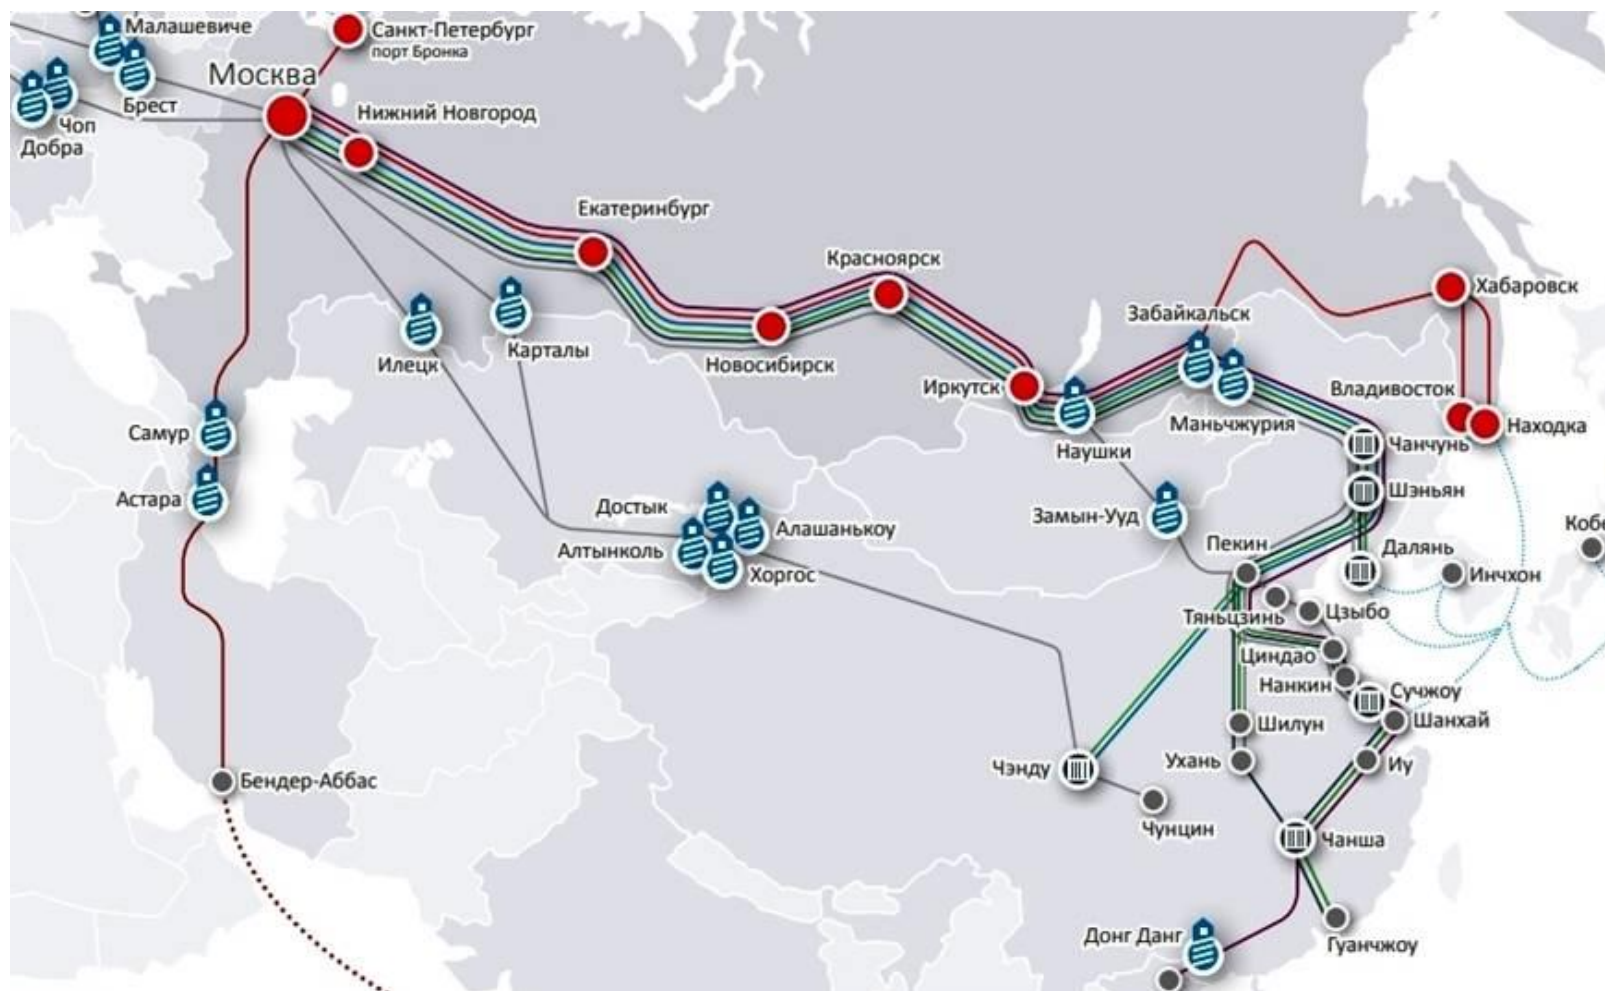 Малашевиче
Санкт-Петербург
порт Бронка
Москва
Брест
Нижний Новгород
Чоп
Добра
Екатеринбург
Красноярск
Хабаровск
Забайкальск
Илецк
Карталы
Новосибирск
Иркутск
Владивосток
Находка
Маньчжурия
Самур
Наушки
Чанчунь
Астара
Достык
Шэньян
Замын-Ууд
Алашанькоу
Кобе
Алтынколь
Пекин
Далянь
Хоргос
Инчхон
Тяньцзинь
Цзыбо
Циндао
Нанкин
Сучжоу
Шилун
Шанхай
Чэнду
Ухань
Иу
Бендер-Аббас
Чунцин
Чанша
Донг Данг
Гуанчжоу